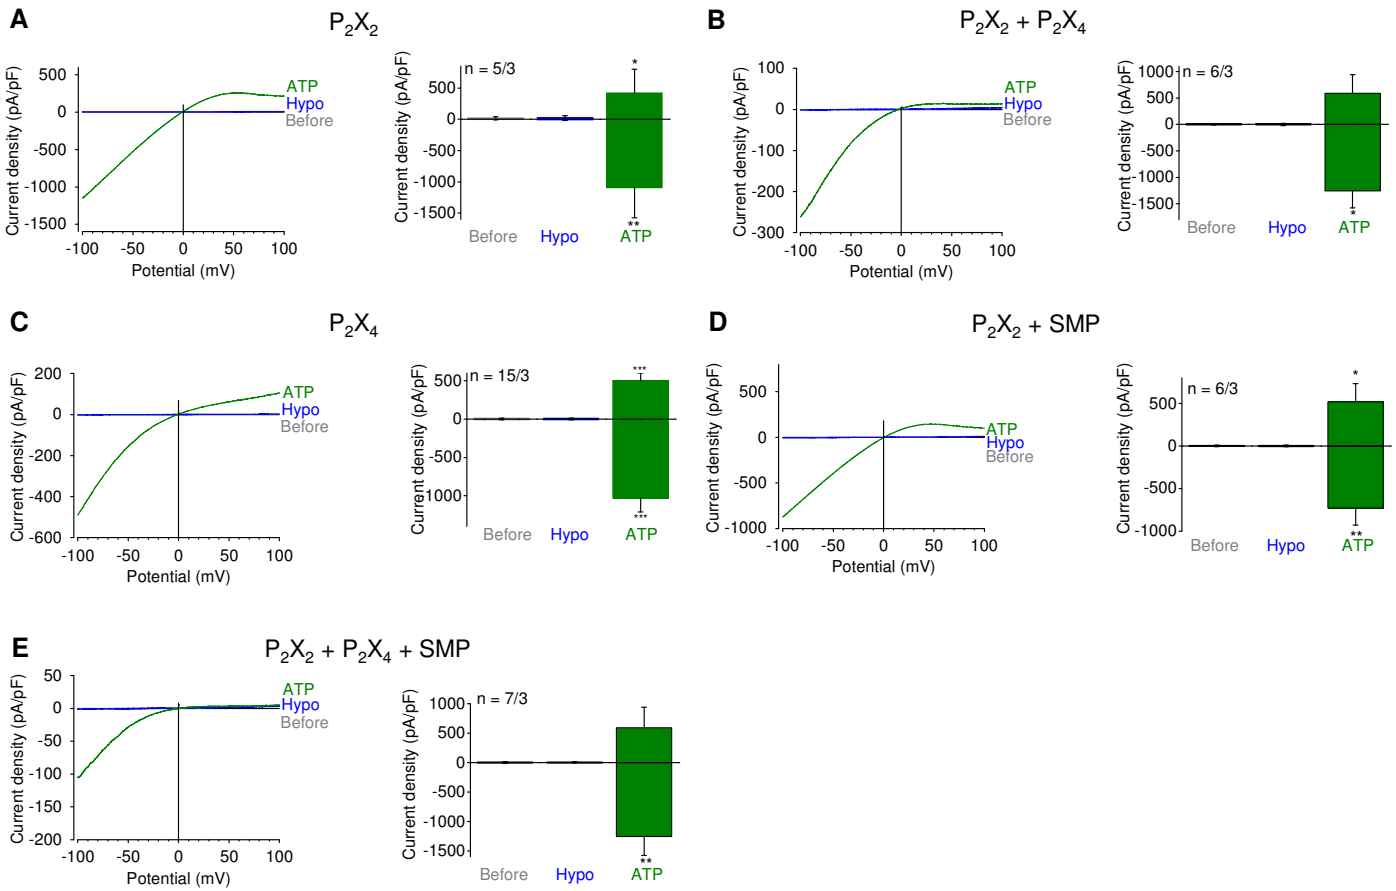 A
P2X2
Current density (pA/pF)
500
0
-500
-1000
-1500
-100
-50
0
50
100
Potential (mV)
ATP
Hypo
Before
Current density (pA/pF)
n = 5/3
500
0
-500
-1000
-1500
*
**
Before
Hypo
ATP
B
P2X2 + P2X4
Current density (pA/pF)
100
0
-100
-200
-300
-100
-50
0
50
100
Potential (mV)
ATP
Hypo
Before
Current density (pA/pF)
n = 6/3
1000
500
0
-500
-1000
-1500
*
Before
Hypo
ATP
C
P2X4
Current density (pA/pF)
200
0
-200
-400
-600
-100
-50
0
50
100
Potential (mV)
ATP
Hypo
Before
Current density (pA/pF)
n = 15/3
500
0
-500
1000
***
***
Before
Hypo
ATP
D
P2X2 + SMP
Current density (pA/pF)
500
0
-500
-1000
-100
-50
0
50
100
Potential (mV)
ATP
Hypo
Before
Current density (pA/pF)
n = 6/3
500
0
-500
-1000
*
**
Before
Hypo
ATP
E
P2X2 + P2X4 + SMP
Current density (pA/pF)
50
0
-50
-100
-150
-200
-100
-50
0
50
100
Potential (mV)
ATP
Hypo
Before
Current density (pA/pF)
n = 7/3
1000
500
0
-500
-1000
-1500
**
Before
Hypo
ATP